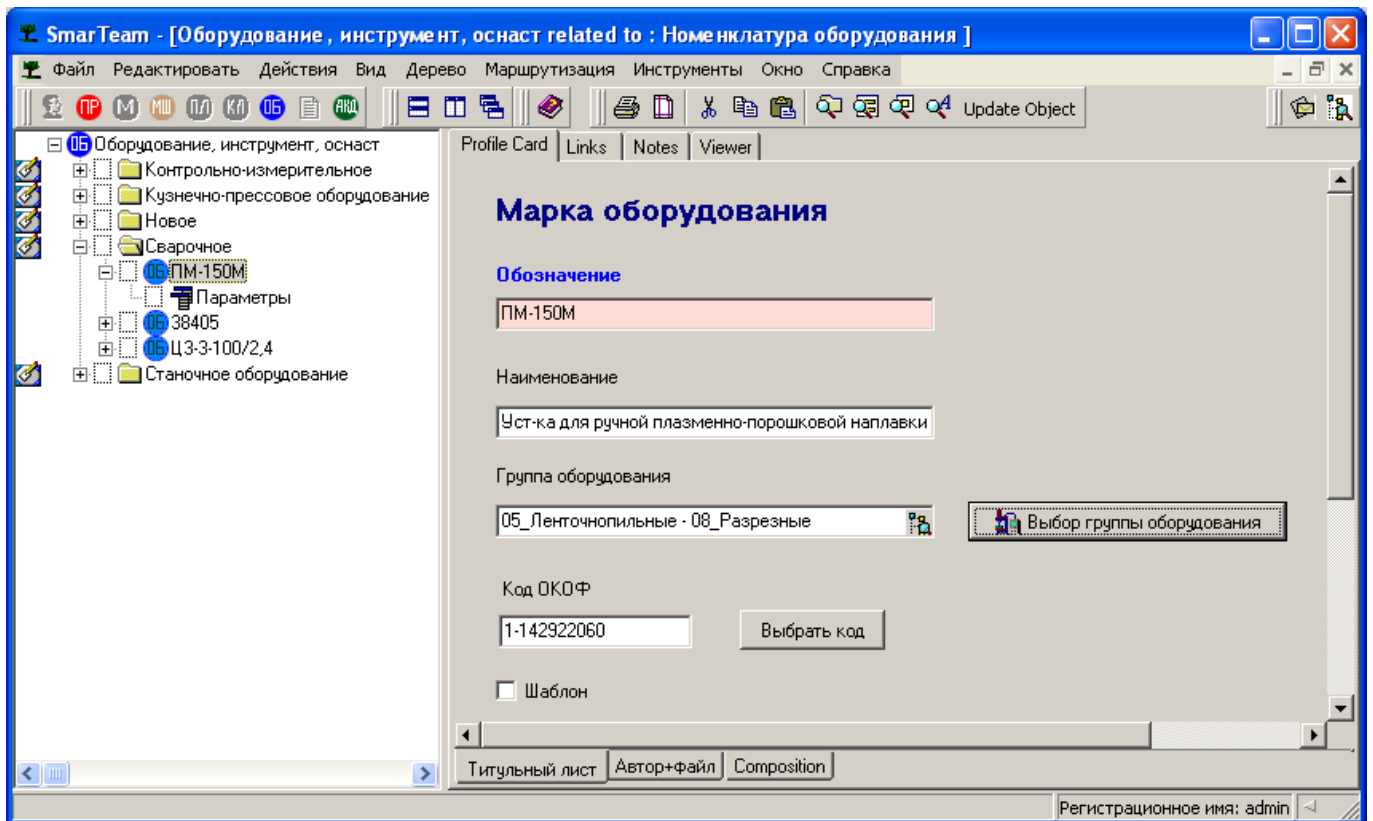 SmarTeam - [Оборудование, инструмент, оснаст related to : Номенклатура оборудования ]
Файл Редактировать Действия Вид Дерево Маршрутизация Инструменты Окно Справка
ПР М МШ ПЛ КЛ ОБ АКД Update Object
ОБ Оборудование, инструмент, оснаст
Контрольно-измерительное
Кузнечно-прессовое оборудование
Новое
Сварочное
ОБ ПМ-150М
Параметры
ОБ 38405
ОБ ЦЗ-3-100/2,4
Станочное оборудование
Profile Card Links Notes Viewer
Марка оборудования
Обозначение
ПМ-150М
Наименование
Уст-ка для ручной плазменно-порошковой наплавки
Группа оборудования
05_Ленточнопильные - 08_Разрезные
Выбор группы оборудования
Код ОКОФ
1-142922060
Выбрать код
Шаблон
Титульный лист Автор+Файл Composition
Регистрационное имя: admin